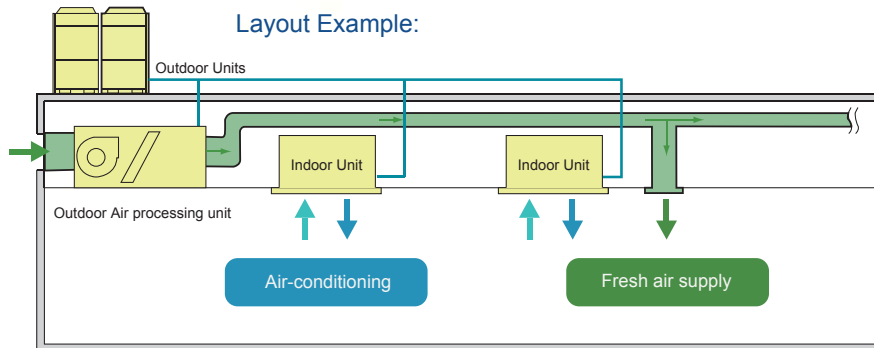 Layout Example:
Outdoor Units
Indoor Unit
Indoor Unit
Outdoor Air processing unit
Air-conditioning
Fresh air supply